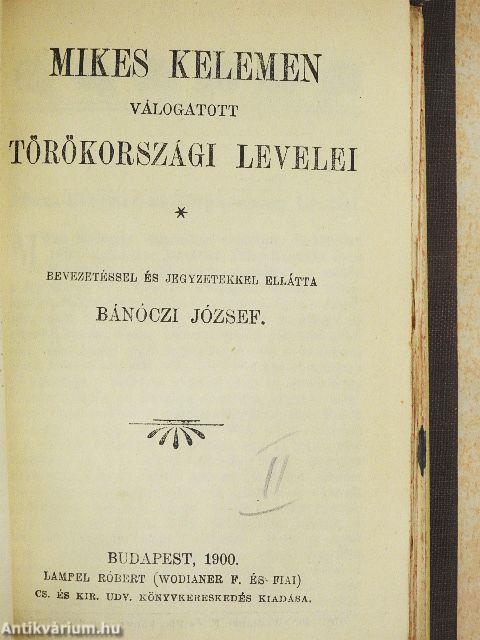 MIKES KELEMEN
VÁLOGATOTT
TÖRÖKORSZÁGI LEVELEI
*
BEVEZETÉSSEL ÉS JEGYZETEKKEL ELLÁTTA
BÁNÓCZI JÓZSEF.
II
BUDAPEST, 1900.
LAMPEL RÓBERT (WODIANER F. ÉS FIAI)
CS. ÉS KIR. UDV. KÖNYVKERESKEDÉS KIADÁSA.
Antikvárium.hu